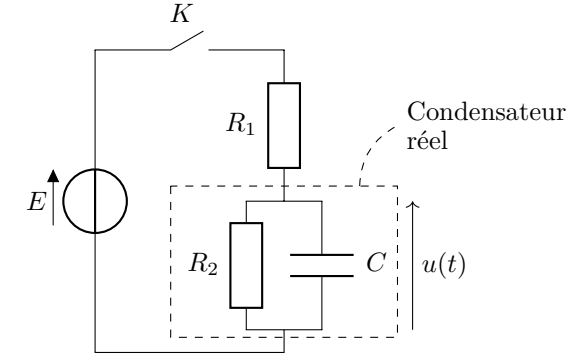 K
R₁
Condensateur
réel
E
R₂
C
u(t)